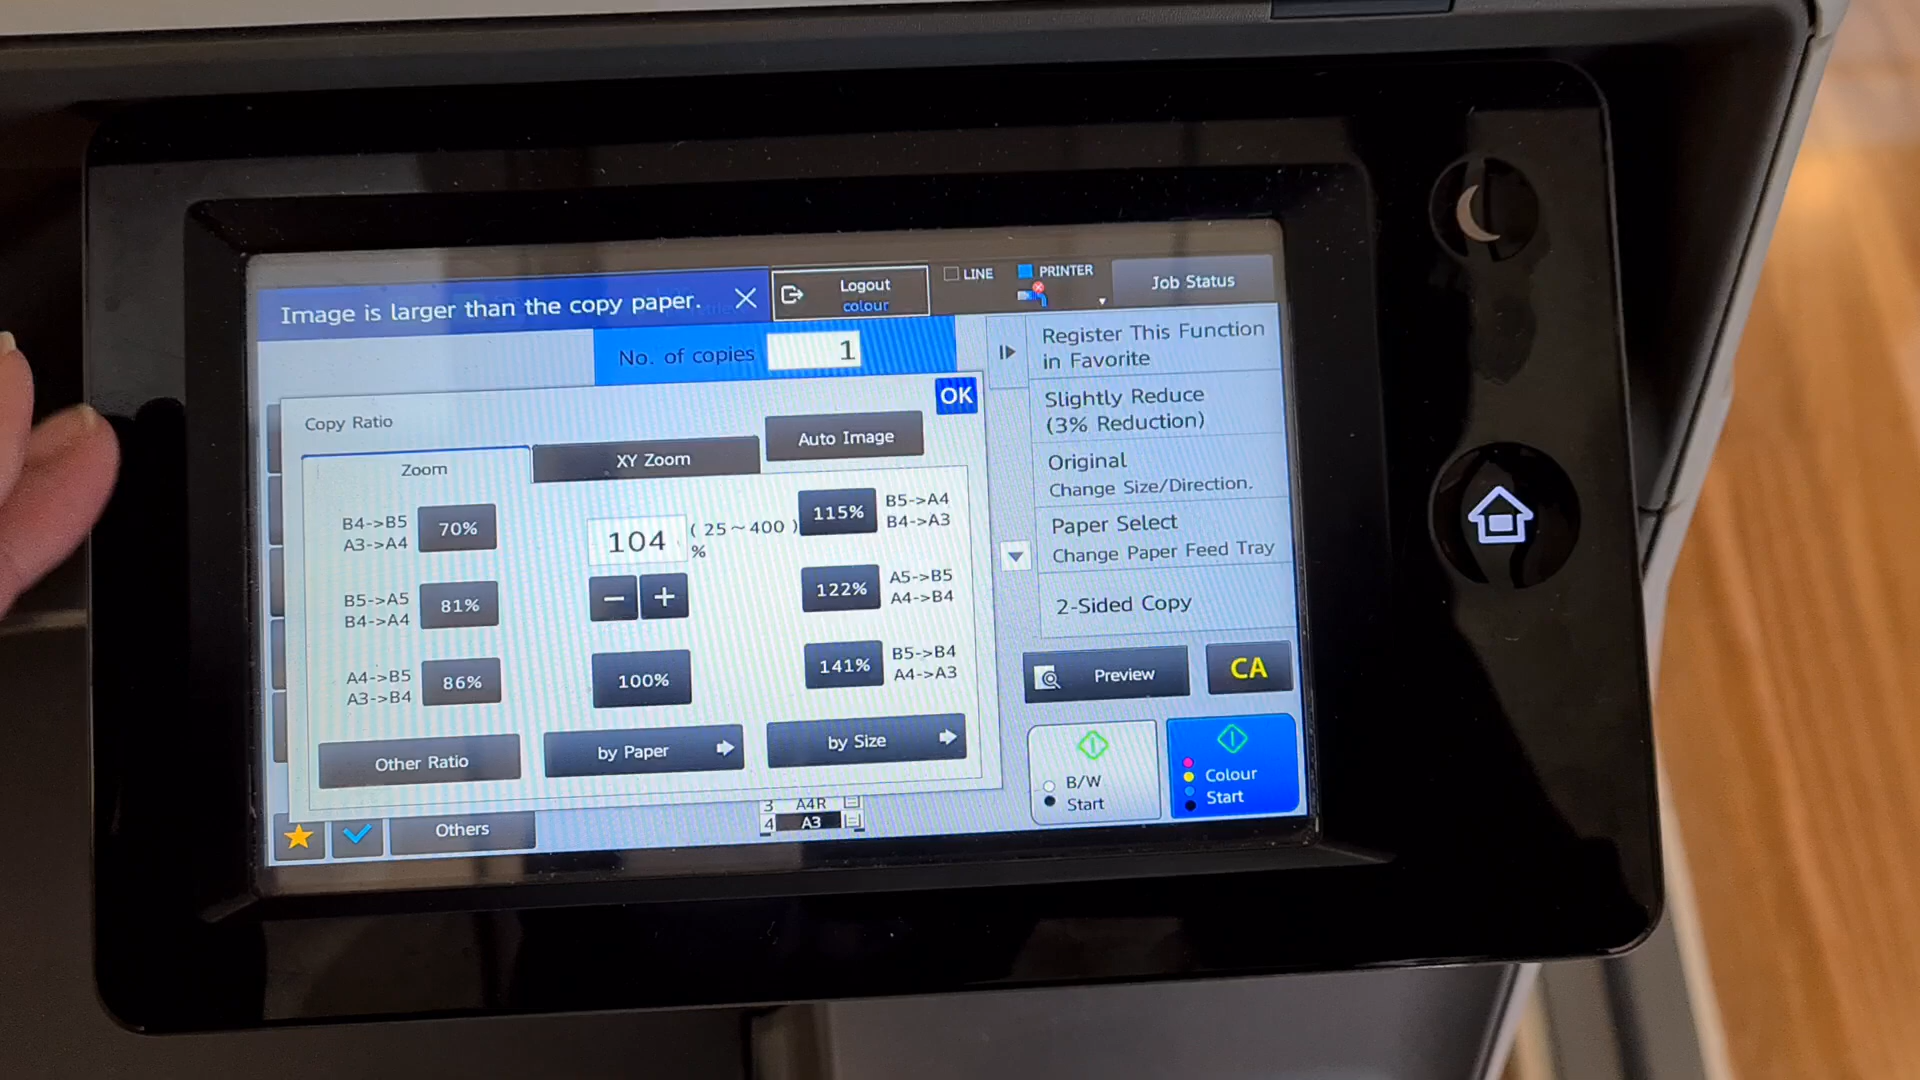 Image is larger than the copy paper.
Logout
colour
LINE
PRINTER
Job Status
No. of copies
1
Register This Function
in Favorite
Slightly Reduce
(3% Reduction)
Original
Change Size/Direction.
Paper Select
Change Paper Feed Tray
2-Sided Copy
Preview
CA
B/W
Start
Colour
Start
Copy Ratio
OK
Zoom
XY Zoom
Auto Image
B4->B5
A3->A4
70%
104
(25~400)
%
115%
B5->A4
B4->A3
B5->A5
B4->A4
81%
122%
A5->B5
A4->B4
A4->B5
A3->B4
86%
100%
141%
B5->B4
A4->A3
Other Ratio
by Paper
by Size
Others
3 A4R
4 A3